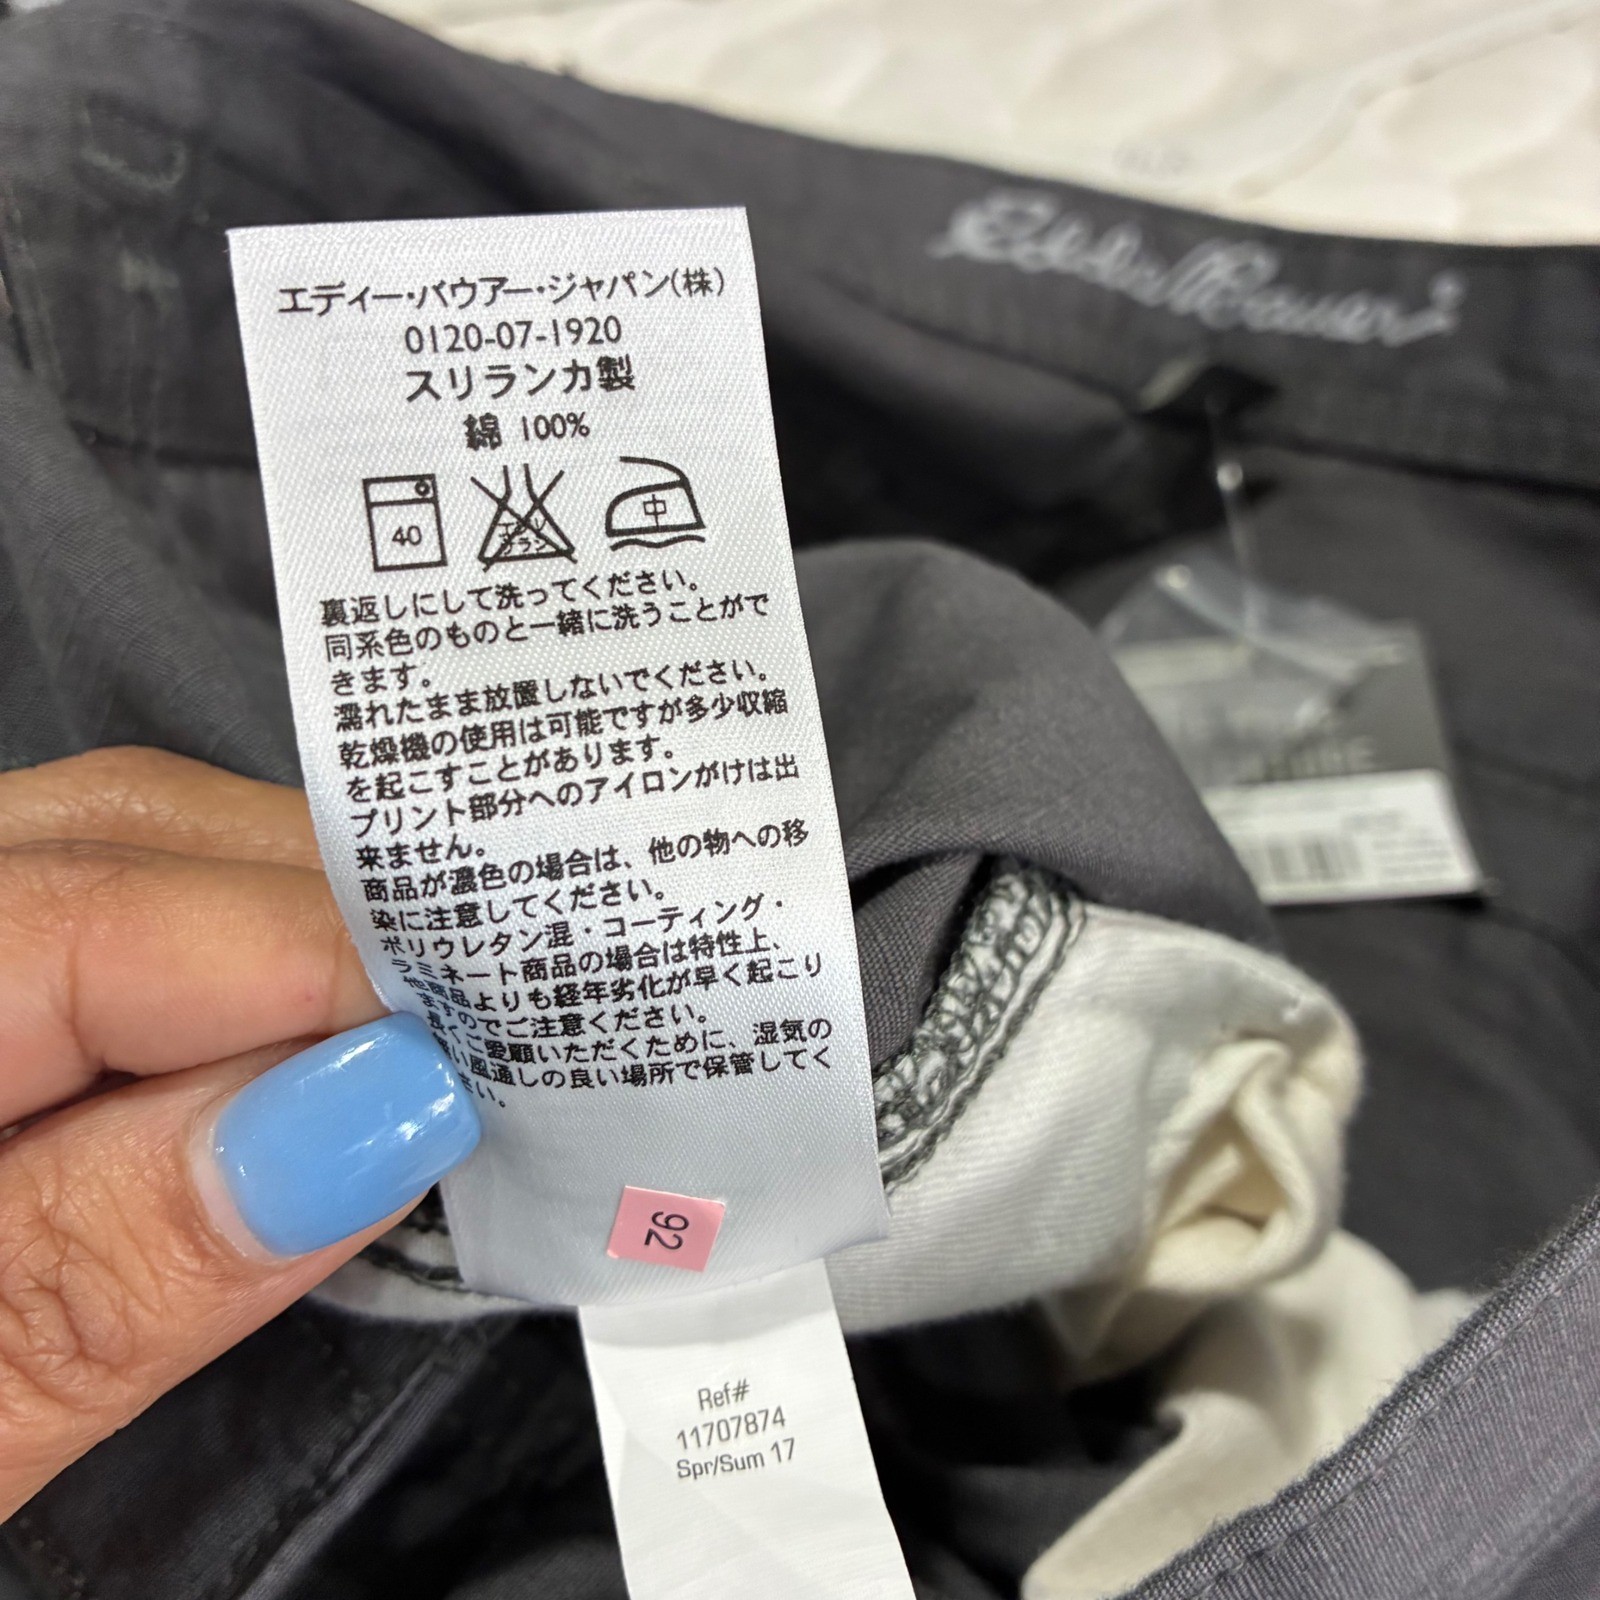 Eddie Bauer
エディー・バウアー・ジャパン(株)
0120-07-1920
スリランカ製
綿 100%
40
エンソ
サラシ
中
裏返しにして洗ってください。
同系色のものと一緒に洗うことがで
きます。
濡れたまま放置しないでください。
乾燥機の使用は可能ですが多少収縮
を起こすことがあります。
プリント部分へのアイロンがけは出
来ません。
商品が濃色の場合は、他の物への移
染に注意してください。
ポリウレタン混・コーティング・
ラミネート商品の場合は特性上、
他商品よりも経年劣化が早く起こり
ますのでご注意ください。
長くご愛顧いただくために、湿気の
い風通しの良い場所で保管してく
さい。
92
Ref#
11707874
Spr/Sum 17